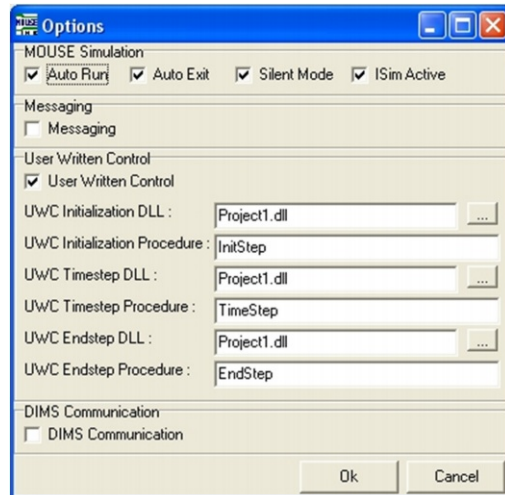 MOUSE Options
MOUSE Simulation
Auto Run Auto Exit Silent Mode ISim Active
Messaging
Messaging
User Written Control
User Written Control
UWC Initialization DLL : Project1.dll ...
UWC Initialization Procedure : InitStep
UWC Timestep DLL : Project1.dll ...
UWC Timestep Procedure : TimeStep
UWC Endstep DLL : Project1.dll ...
UWC Endstep Procedure : EndStep
DIMS Communication
DIMS Communication
Ok Cancel